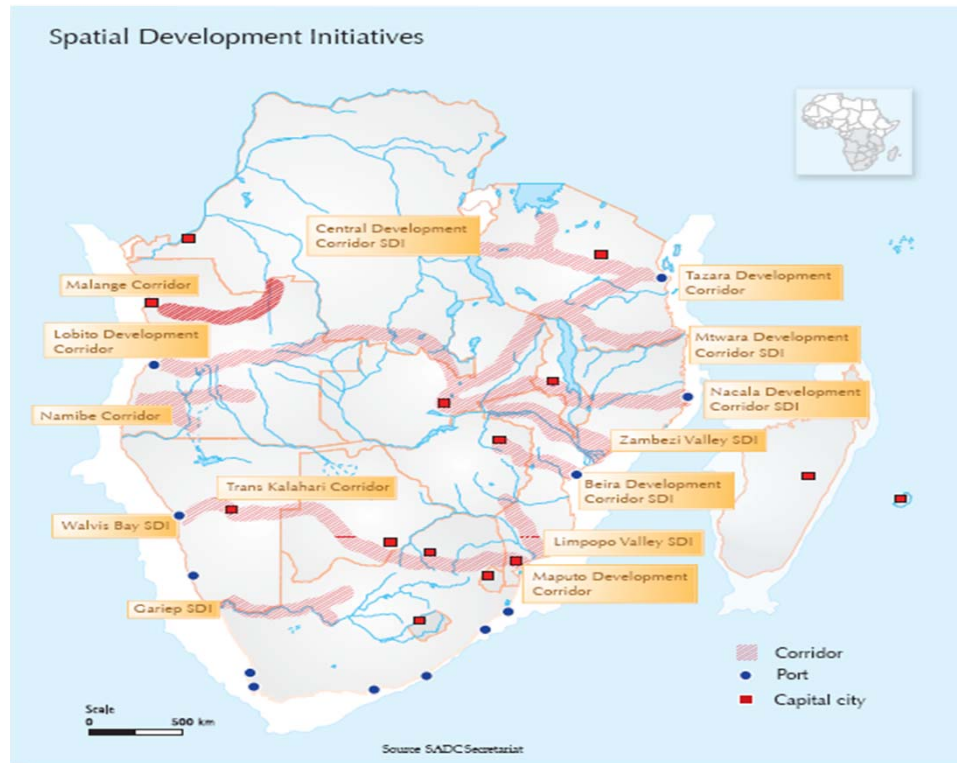 Spatial Development Initiatives
Central Development
Corridor SDI
Malange Corridor
Tazara Development
Corridor
Lobito Development
Corridor
Mtwara Development
Corridor SDI
Namibe Corridor
Nacala Development
Corridor SDI
Zambezi Valley SDI
Trans Kalahari Corridor
Beira Development
Corridor SDI
Walvis Bay SDI
Limpopo Valley SDI
Maputo Development
Corridor
Gariep SDI
Corridor
Port
Capital city
Scale
0 500 km
Source SADC Secretariat